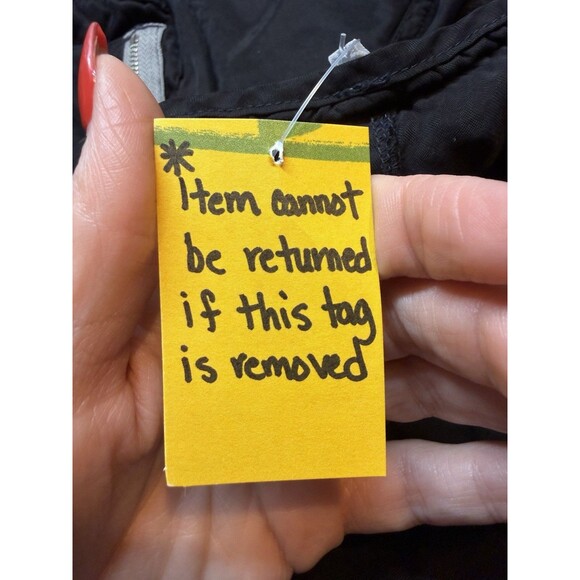 *Item cannot
be returned
if this tag
is removed